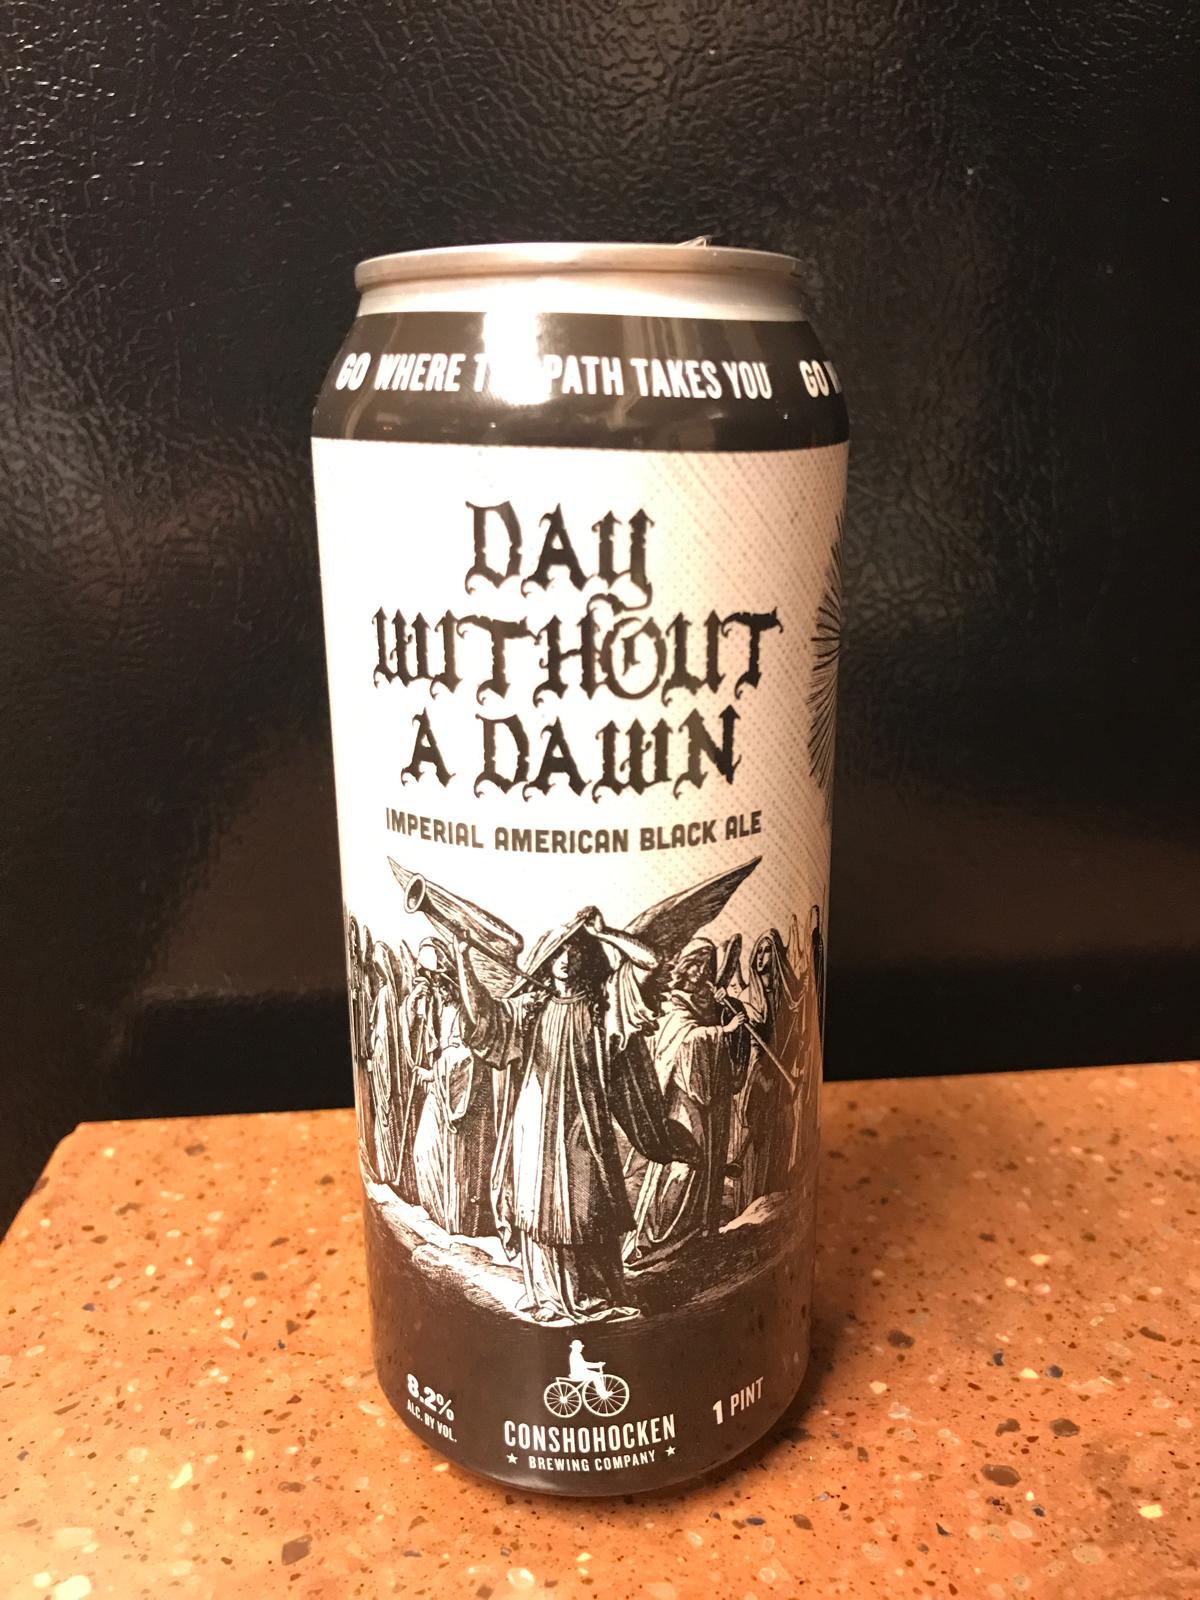 GO WHERE PATH TAKES YOU GO
DAY
WITHOUT
A DAWN
IMPERIAL AMERICAN BLACK ALE
8.2%
ALC. BY VOL.
CONSHOHOCKEN
BREWING COMPANY
1 PINT